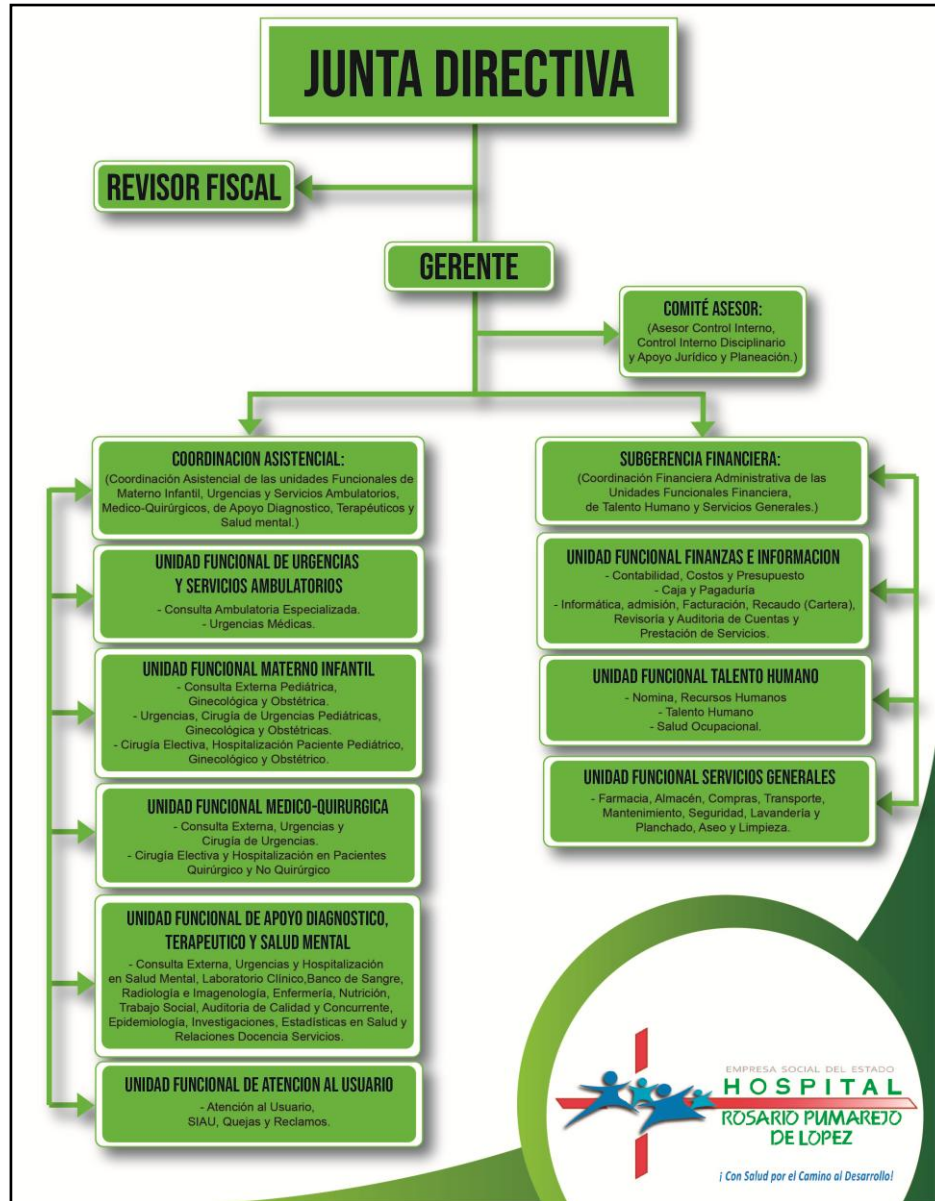 JUNTA DIRECTIVA
REVISOR FISCAL
GERENTE
COMITÉ ASESOR:
(Asesor Control Interno,
Control Interno Disciplinario
y Apoyo Jurídico y Planeación.)
COORDINACION ASISTENCIAL:
(Coordinación Asistencial de las unidades Funcionales de
Materno Infantil, Urgencias y Servicios Ambulatorios,
Medico-Quirúrgicos, de Apoyo Diagnostico, Terapéuticos y
Salud mental.)
UNIDAD FUNCIONAL DE URGENCIAS
Y SERVICIOS AMBULATORIOS
- Consulta Ambulatoria Especializada.
- Urgencias Médicas.
UNIDAD FUNCIONAL MATERNO INFANTIL
- Consulta Externa Pediátrica,
Ginecológica y Obstétrica.
- Urgencias, Cirugía de Urgencias Pediátricas,
Ginecológica y Obstétricas.
- Cirugía Electiva, Hospitalización Paciente Pediátrico,
Ginecológico y Obstétrico.
UNIDAD FUNCIONAL MEDICO-QUIRURGICA
- Consulta Externa, Urgencias y
Cirugía de Urgencias.
- Cirugía Electiva y Hospitalización en Pacientes
Quirúrgico y No Quirúrgico
UNIDAD FUNCIONAL DE APOYO DIAGNOSTICO,
TERAPEUTICO Y SALUD MENTAL
- Consulta Externa, Urgencias y Hospitalización
en Salud Mental, Laboratorio Clínico,Banco de Sangre,
Radiología e Imagenología, Enfermería, Nutrición,
Trabajo Social, Auditoria de Calidad y Concurrente,
Epidemiología, Investigaciones, Estadísticas en Salud y
Relaciones Docencia Servicios.
UNIDAD FUNCIONAL DE ATENCION AL USUARIO
- Atención al Usuario,
SIAU, Quejas y Reclamos.
SUBGERENCIA FINANCIERA:
(Coordinación Financiera Administrativa de las
Unidades Funcionales Financiera,
de Talento Humano y Servicios Generales.)
UNIDAD FUNCIONAL FINANZAS E INFORMACION
- Contabilidad, Costos y Presupuesto
- Caja y Pagaduría
- Informática, admisión, Facturación, Recaudo (Cartera),
Revisoría y Auditoria de Cuentas y
Prestación de Servicios.
UNIDAD FUNCIONAL TALENTO HUMANO
- Nomina, Recursos Humanos
- Talento Humano
- Salud Ocupacional.
UNIDAD FUNCIONAL SERVICIOS GENERALES
- Farmacia, Almacén, Compras, Transporte,
Mantenimiento, Seguridad, Lavandería y
Planchado, Aseo y Limpieza.
EMPRESA SOCIAL DEL ESTADO
HOSPITAL
ROSARIO PUMAREJO
DE LOPEZ
¡ Con Salud por el Camino al Desarrollo!